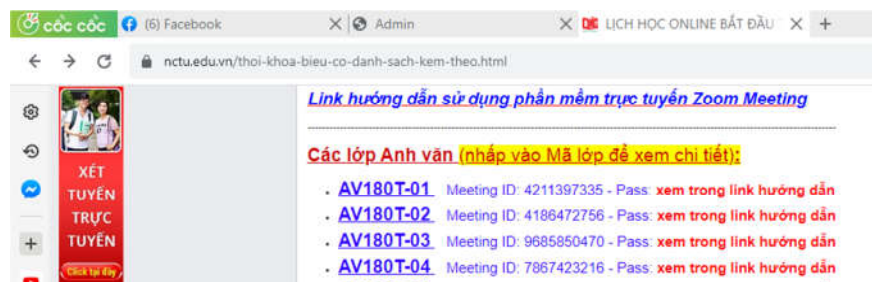 cốc cốc
(6) Facebook
Admin
LỊCH HỌC ONLINE BẮT ĐẦU
nctu.edu.vn/thoi-khoa-bieu-co-danh-sach-kem-theo.html
Link hướng dẫn sử dụng phần mềm trực tuyến Zoom Meeting
Các lớp Anh văn (nhấp vào Mã lớp để xem chi tiết):
AV180T-01 Meeting ID: 4211397335 - Pass: xem trong link hướng dẫn
AV180T-02 Meeting ID: 4186472756 - Pass: xem trong link hướng dẫn
AV180T-03 Meeting ID: 9685850470 - Pass: xem trong link hướng dẫn
AV180T-04 Meeting ID: 7867423216 - Pass: xem trong link hướng dẫn
XÉT
TUYỂN
TRỰC
TUYẾN
Click tại đây